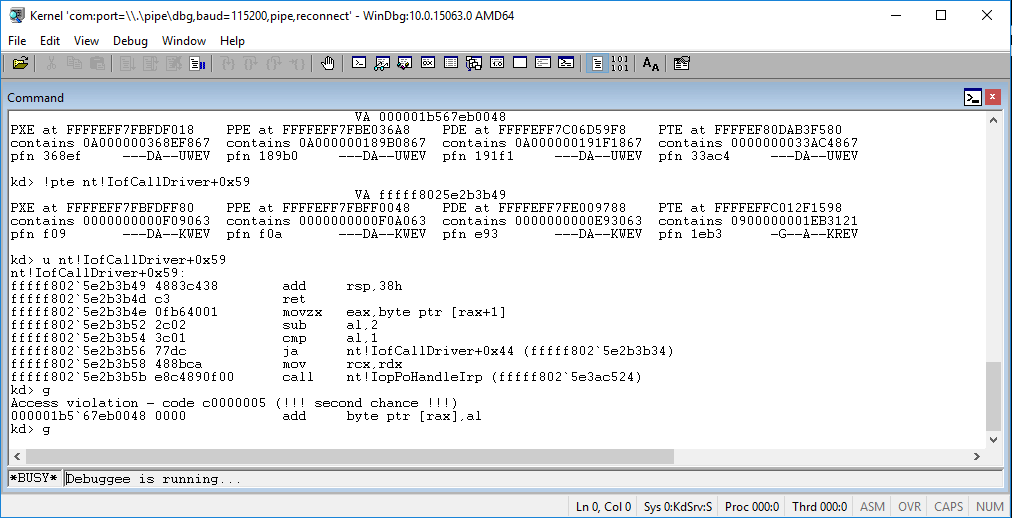 Kernel 'com:port=\\.\pipe\dbg,baud=115200,pipe,reconnect' - WinDbg:10.0.15063.0 AMD64
File Edit View Debug Window Help
Command
VA 000001b567eb0048
PXE at FFFFFEFF7FBFDF018 PPE at FFFFFEFF7FBE036A8 PDE at FFFFFEFF7C06D59F8 PTE at FFFFFEF80DAB3F580
contains 0A000000368EF867 contains 0A000000189B0867 contains 0A000000191F1867 contains 0000000033AC4867
pfn 368ef ---DA--UWEV pfn 189b0 ---DA--UWEV pfn 191f1 ---DA--UWEV pfn 33ac4 ---DA--UWEV
kd> !pte nt!IofCallDriver+0x59
VA fffff8025e2b3b49
PXE at FFFFFEFF7FBFDFF80 PPE at FFFFFEFF7FBFF0048 PDE at FFFFFEFF7FE009788 PTE at FFFFFEFFC012F1598
contains 0000000000F09063 contains 0000000000F0A063 contains 0000000000E93063 contains 0900000001EB3121
pfn f09 ---DA--KWEV pfn f0a ---DA--KWEV pfn e93 ---DA--KWEV pfn 1eb3 -G--A--KREV
kd> u nt!IofCallDriver+0x59
nt!IofCallDriver+0x59:
fffff802`5e2b3b49 4883c438 add rsp,38h
fffff802`5e2b3b4d c3 ret
fffff802`5e2b3b4e 0fb64001 movzx eax,byte ptr [rax+1]
fffff802`5e2b3b52 2c02 sub al,2
fffff802`5e2b3b54 3c01 cmp al,1
fffff802`5e2b3b56 77dc ja nt!IofCallDriver+0x44 (fffff802`5e2b3b34)
fffff802`5e2b3b58 488bca mov rcx,rdx
fffff802`5e2b3b5b e8c4890f00 call nt!IopPoHandleIrp (fffff802`5e3ac524)
kd> g
Access violation - code c0000005 (!!! second chance !!!)
000001b5`67eb0048 0000 add byte ptr [rax],al
kd> g
*BUSY* Debuggee is running...
Ln 0, Col 0 Sys 0:KdSrv:S Proc 000:0 Thrd 000:0 ASM OVR CAPS NUM